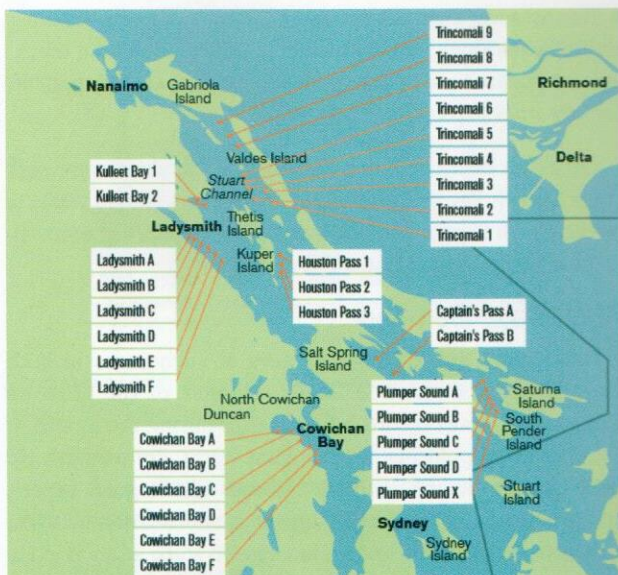 Trincomali 9
Trincomali 8
Trincomali 7
Trincomali 6
Trincomali 5
Trincomali 4
Trincomali 3
Trincomali 2
Trincomali 1
Nanaimo
Gabriola
Island
Richmond
Delta
Valdes Island
Stuart
Channel
Kulleet Bay 1
Kulleet Bay 2
Ladysmith
Thetis
Island
Kuper
Island
Ladysmith A
Ladysmith B
Ladysmith C
Ladysmith D
Ladysmith E
Ladysmith F
Houston Pass 1
Houston Pass 2
Houston Pass 3
Captain's Pass A
Captain's Pass B
Salt Spring
Island
Plumper Sound A
Plumper Sound B
Plumper Sound C
Plumper Sound D
Plumper Sound X
Saturna
Island
South
Pender
Island
North Cowichan
Duncan
Cowichan
Bay
Cowichan Bay A
Cowichan Bay B
Cowichan Bay C
Cowichan Bay D
Cowichan Bay E
Cowichan Bay F
Stuart
Island
Sydney
Sydney
Island